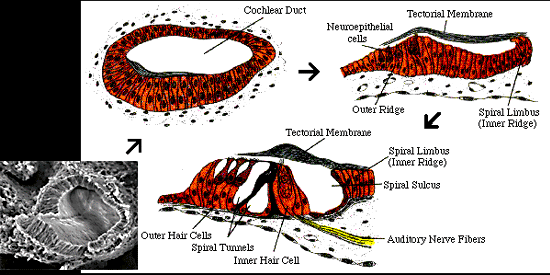 Cochlear Duct
Tectorial Membrane
Neuroepithelial
cells
Outer Ridge
Spiral Limbus
(Inner Ridge)
Tectorial Membrane
Spiral Limbus
(Inner Ridge)
Spiral Sulcus
Outer Hair Cells
Spiral Tunnels
Inner Hair Cell
Auditory Nerve Fibers